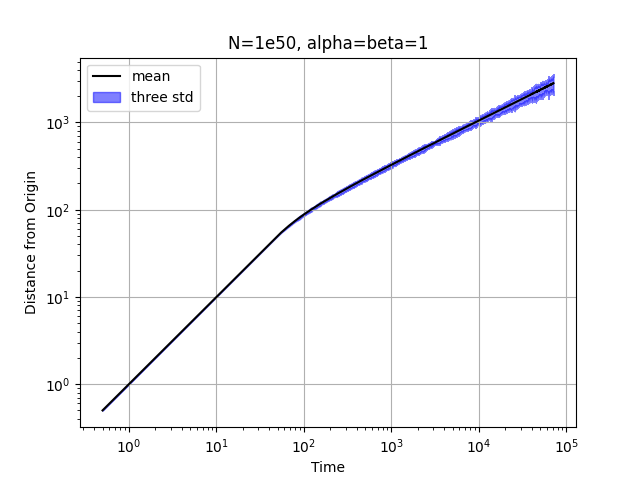 N=1e50, alpha=beta=1
mean
three std
Distance from Origin
10^3
10^2
10^1
10^0
10^0 10^1 10^2 10^3 10^4 10^5
Time